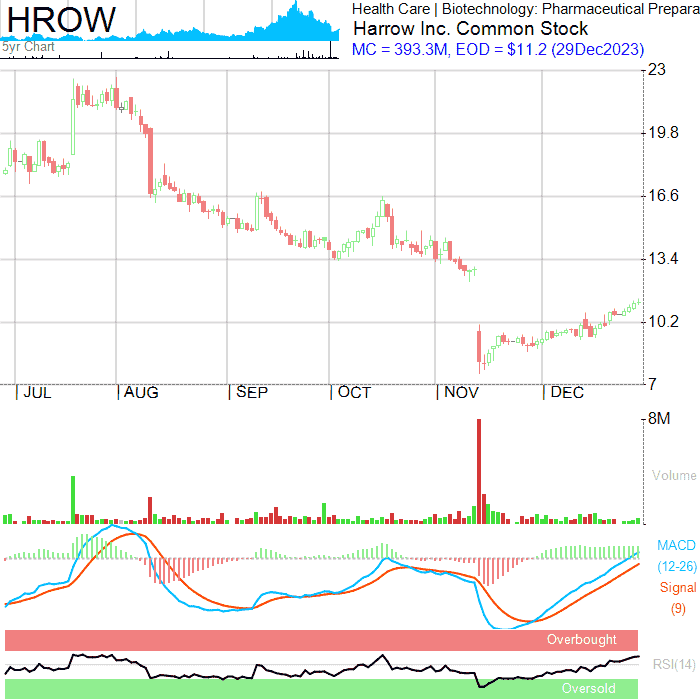 HROW
5yr Chart
Health Care | Biotechnology: Pharmaceutical Prepara
Harrow Inc. Common Stock
MC = 393.3M, EOD = $11.2 (29Dec2023)
23
19.8
16.6
13.4
10.2
7
JUL
AUG
SEP
OCT
NOV
DEC
8M
Volume
MACD
(12-26)
Signal
(9)
Overbought
RSI(14)
Oversold